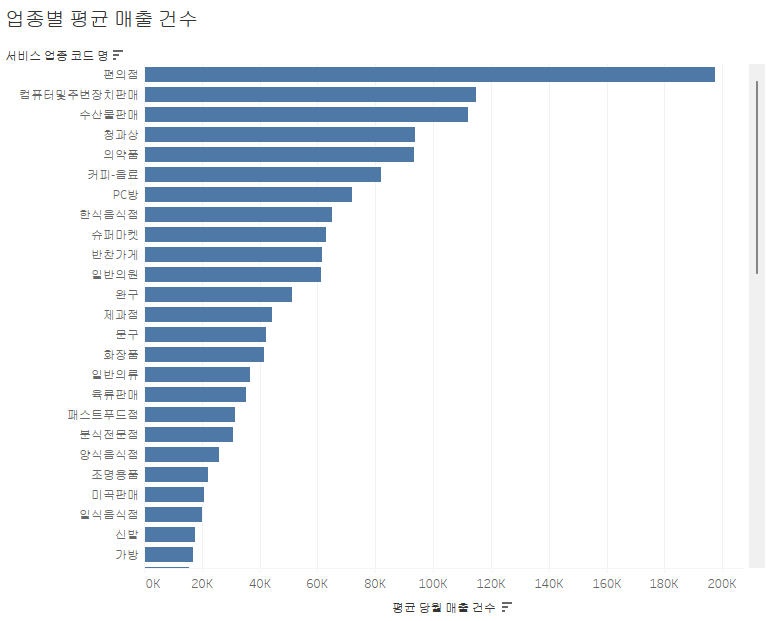 업종별 평균 매출 건수
서비스 업종 코드 명
편의점
컴퓨터및주변장치판매
수산물판매
청과상
의약품
커피-음료
PC방
한식음식점
슈퍼마켓
반찬가게
일반의원
완구
제과점
문구
화장품
일반의류
육류판매
패스트푸드점
분식전문점
양식음식점
조명용품
미곡판매
일식음식점
신발
가방
0K 20K 40K 60K 80K 100K 120K 140K 160K 180K 200K
평균 당월 매출 건수